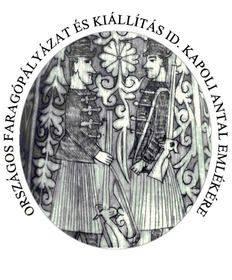 ORSZÁGOS FARAGÓPÁLYÁZAT ÉS KIÁLLÍTÁS ID. KAPOLI ANTAL EMLÉKÉRE